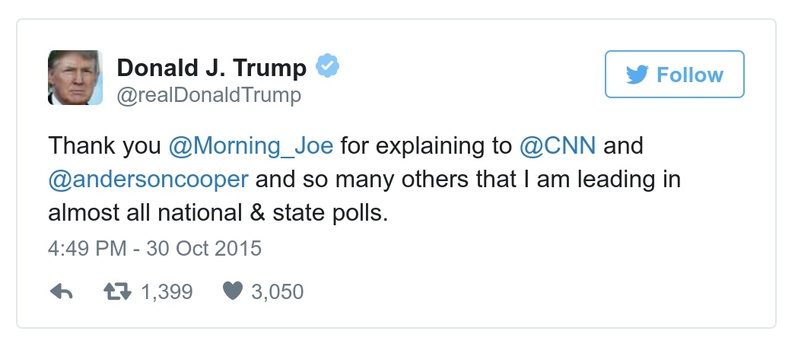 Donald J. Trump
@realDonaldTrump
Follow
Thank you @Morning_Joe for explaining to @CNN and
@andersoncooper and so many others that I am leading in
almost all national & state polls.
4:49 PM - 30 Oct 2015
1,399 3,050